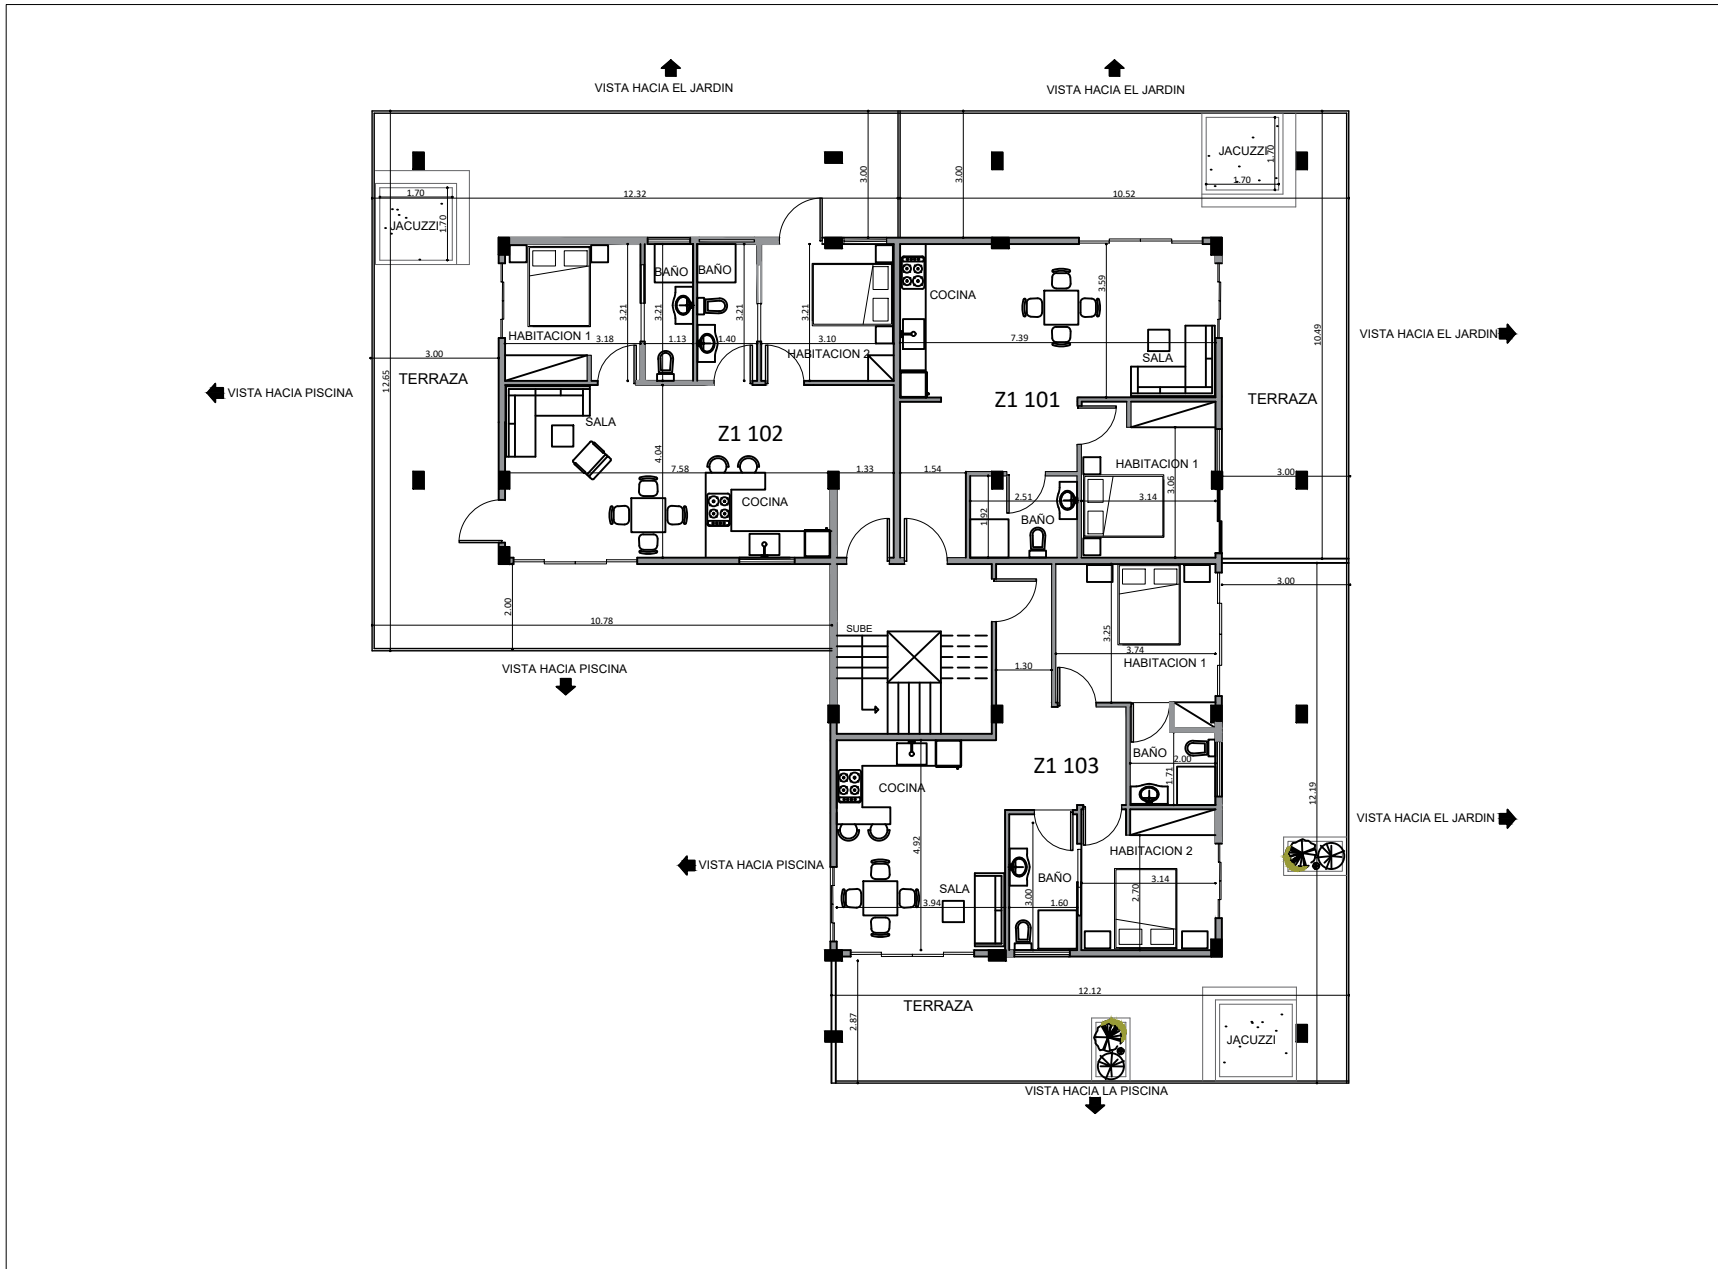 VISTA HACIA EL JARDIN
VISTA HACIA EL JARDIN
JACUZZI
1.70
1.70
3.00
3.00
1.70
12.32
10.52
JACUZZI
1.70
BAÑO
BAÑO
COCINA
3.59
3.21
3.21
3.21
3.21
HABITACION 1
3.18
1.13
1.40
3.10
HABITACION 2
7.39
SALA
10.49
VISTA HACIA EL JARDIN
3.00
TERRAZA
12.65
VISTA HACIA PISCINA
Z1 101
TERRAZA
SALA
Z1 102
4.04
7.58
1.33
1.54
HABITACION 1
3.06
3.00
COCINA
2.51
3.14
1.92
BAÑO
2.00
10.78
3.00
SUBE
3.25
3.74
HABITACION 1
1.30
VISTA HACIA PISCINA
BAÑO
2.00
1.71
Z1 103
COCINA
12.19
VISTA HACIA EL JARDIN
4.92
HABITACION 2
VISTA HACIA PISCINA
BAÑO
3.14
SALA
3.94
3.00
1.60
2.70
12.12
TERRAZA
2.87
JACUZZI
VISTA HACIA LA PISCINA